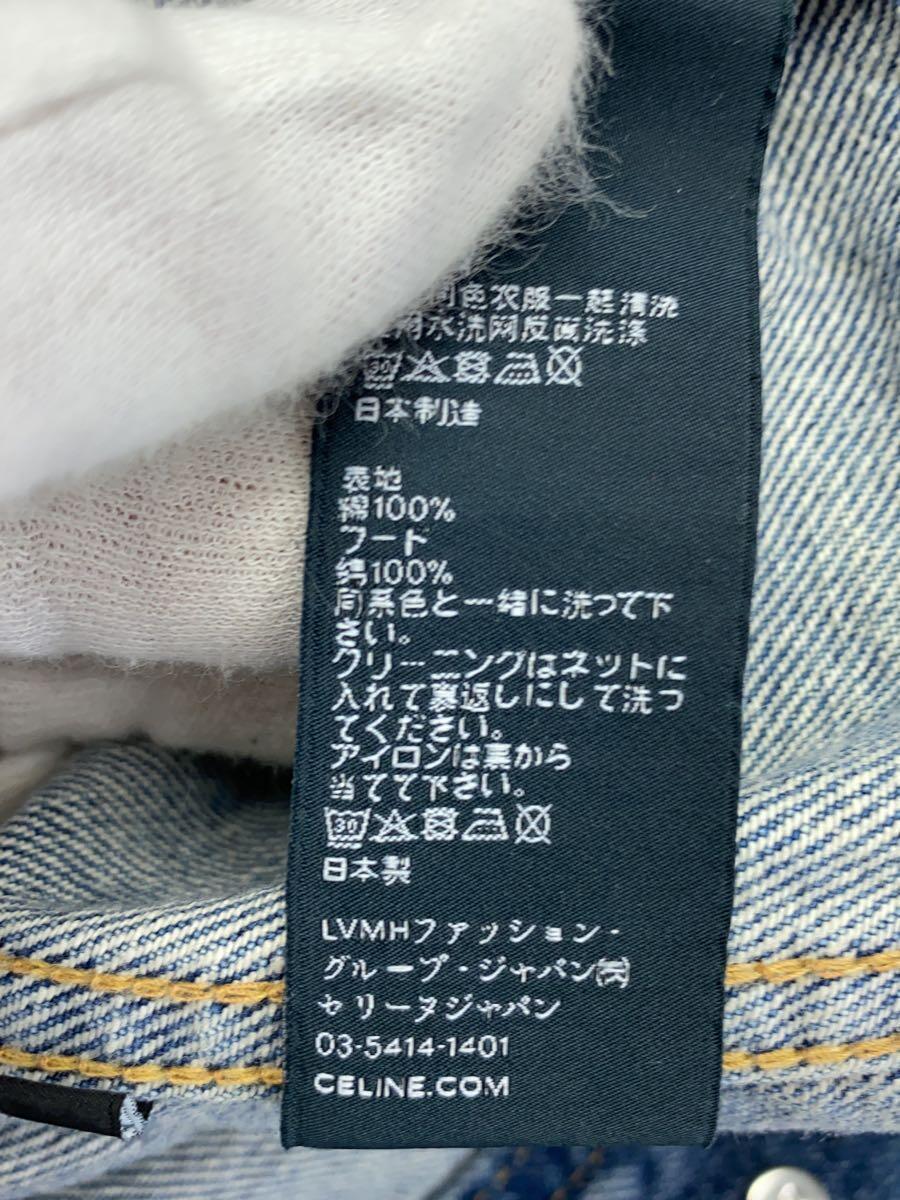 同色衣服一起清洗
用水洗网反面洗涤
30
日本制造
表地
綿100%
フード
綿100%
同系色と一緒に洗って下
さい。
クリーニングはネットに
入れて裏返しにして洗っ
てください。
アイロンは裏から
当てて下さい。
30
日本製
LVMHファッション・
グループ・ジャパン㈱
セリーヌジャパン
03-5414-1401
CELINE.COM